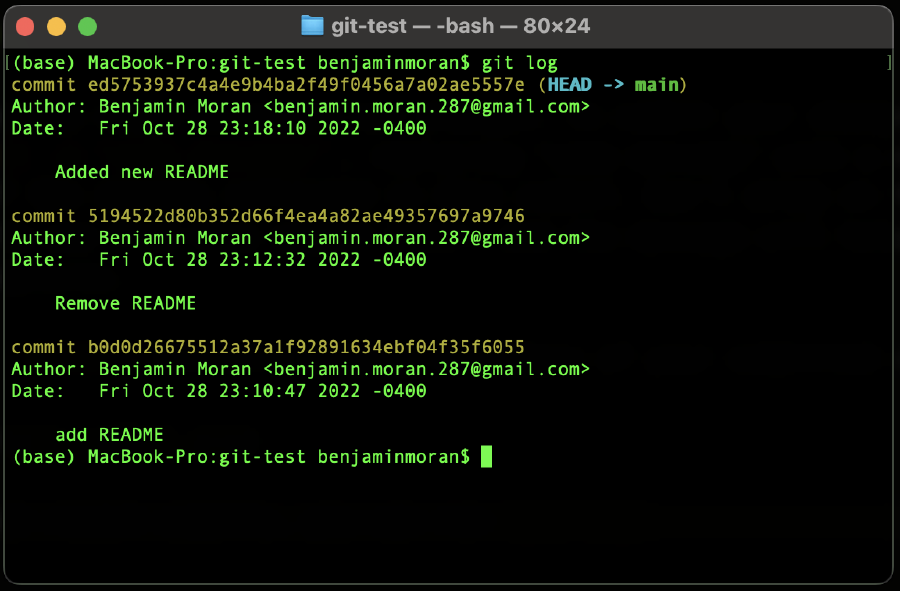 git-test — -bash — 80×24
(base) MacBook-Pro:git-test benjaminmoran$ git log
commit ed5753937c4a4e9b4ba2f49f0456a7a02ae5557e (HEAD -> main)
Author: Benjamin Moran <benjamin.moran.287@gmail.com>
Date:   Fri Oct 28 23:18:10 2022 -0400
    Added new README
commit 5194522d80b352d66f4ea4a82ae49357697a9746
Author: Benjamin Moran <benjamin.moran.287@gmail.com>
Date:   Fri Oct 28 23:12:32 2022 -0400
    Remove README
commit b0d0d26675512a37a1f92891634ebf04f35f6055
Author: Benjamin Moran <benjamin.moran.287@gmail.com>
Date:   Fri Oct 28 23:10:47 2022 -0400
    add README
(base) MacBook-Pro:git-test benjaminmoran$